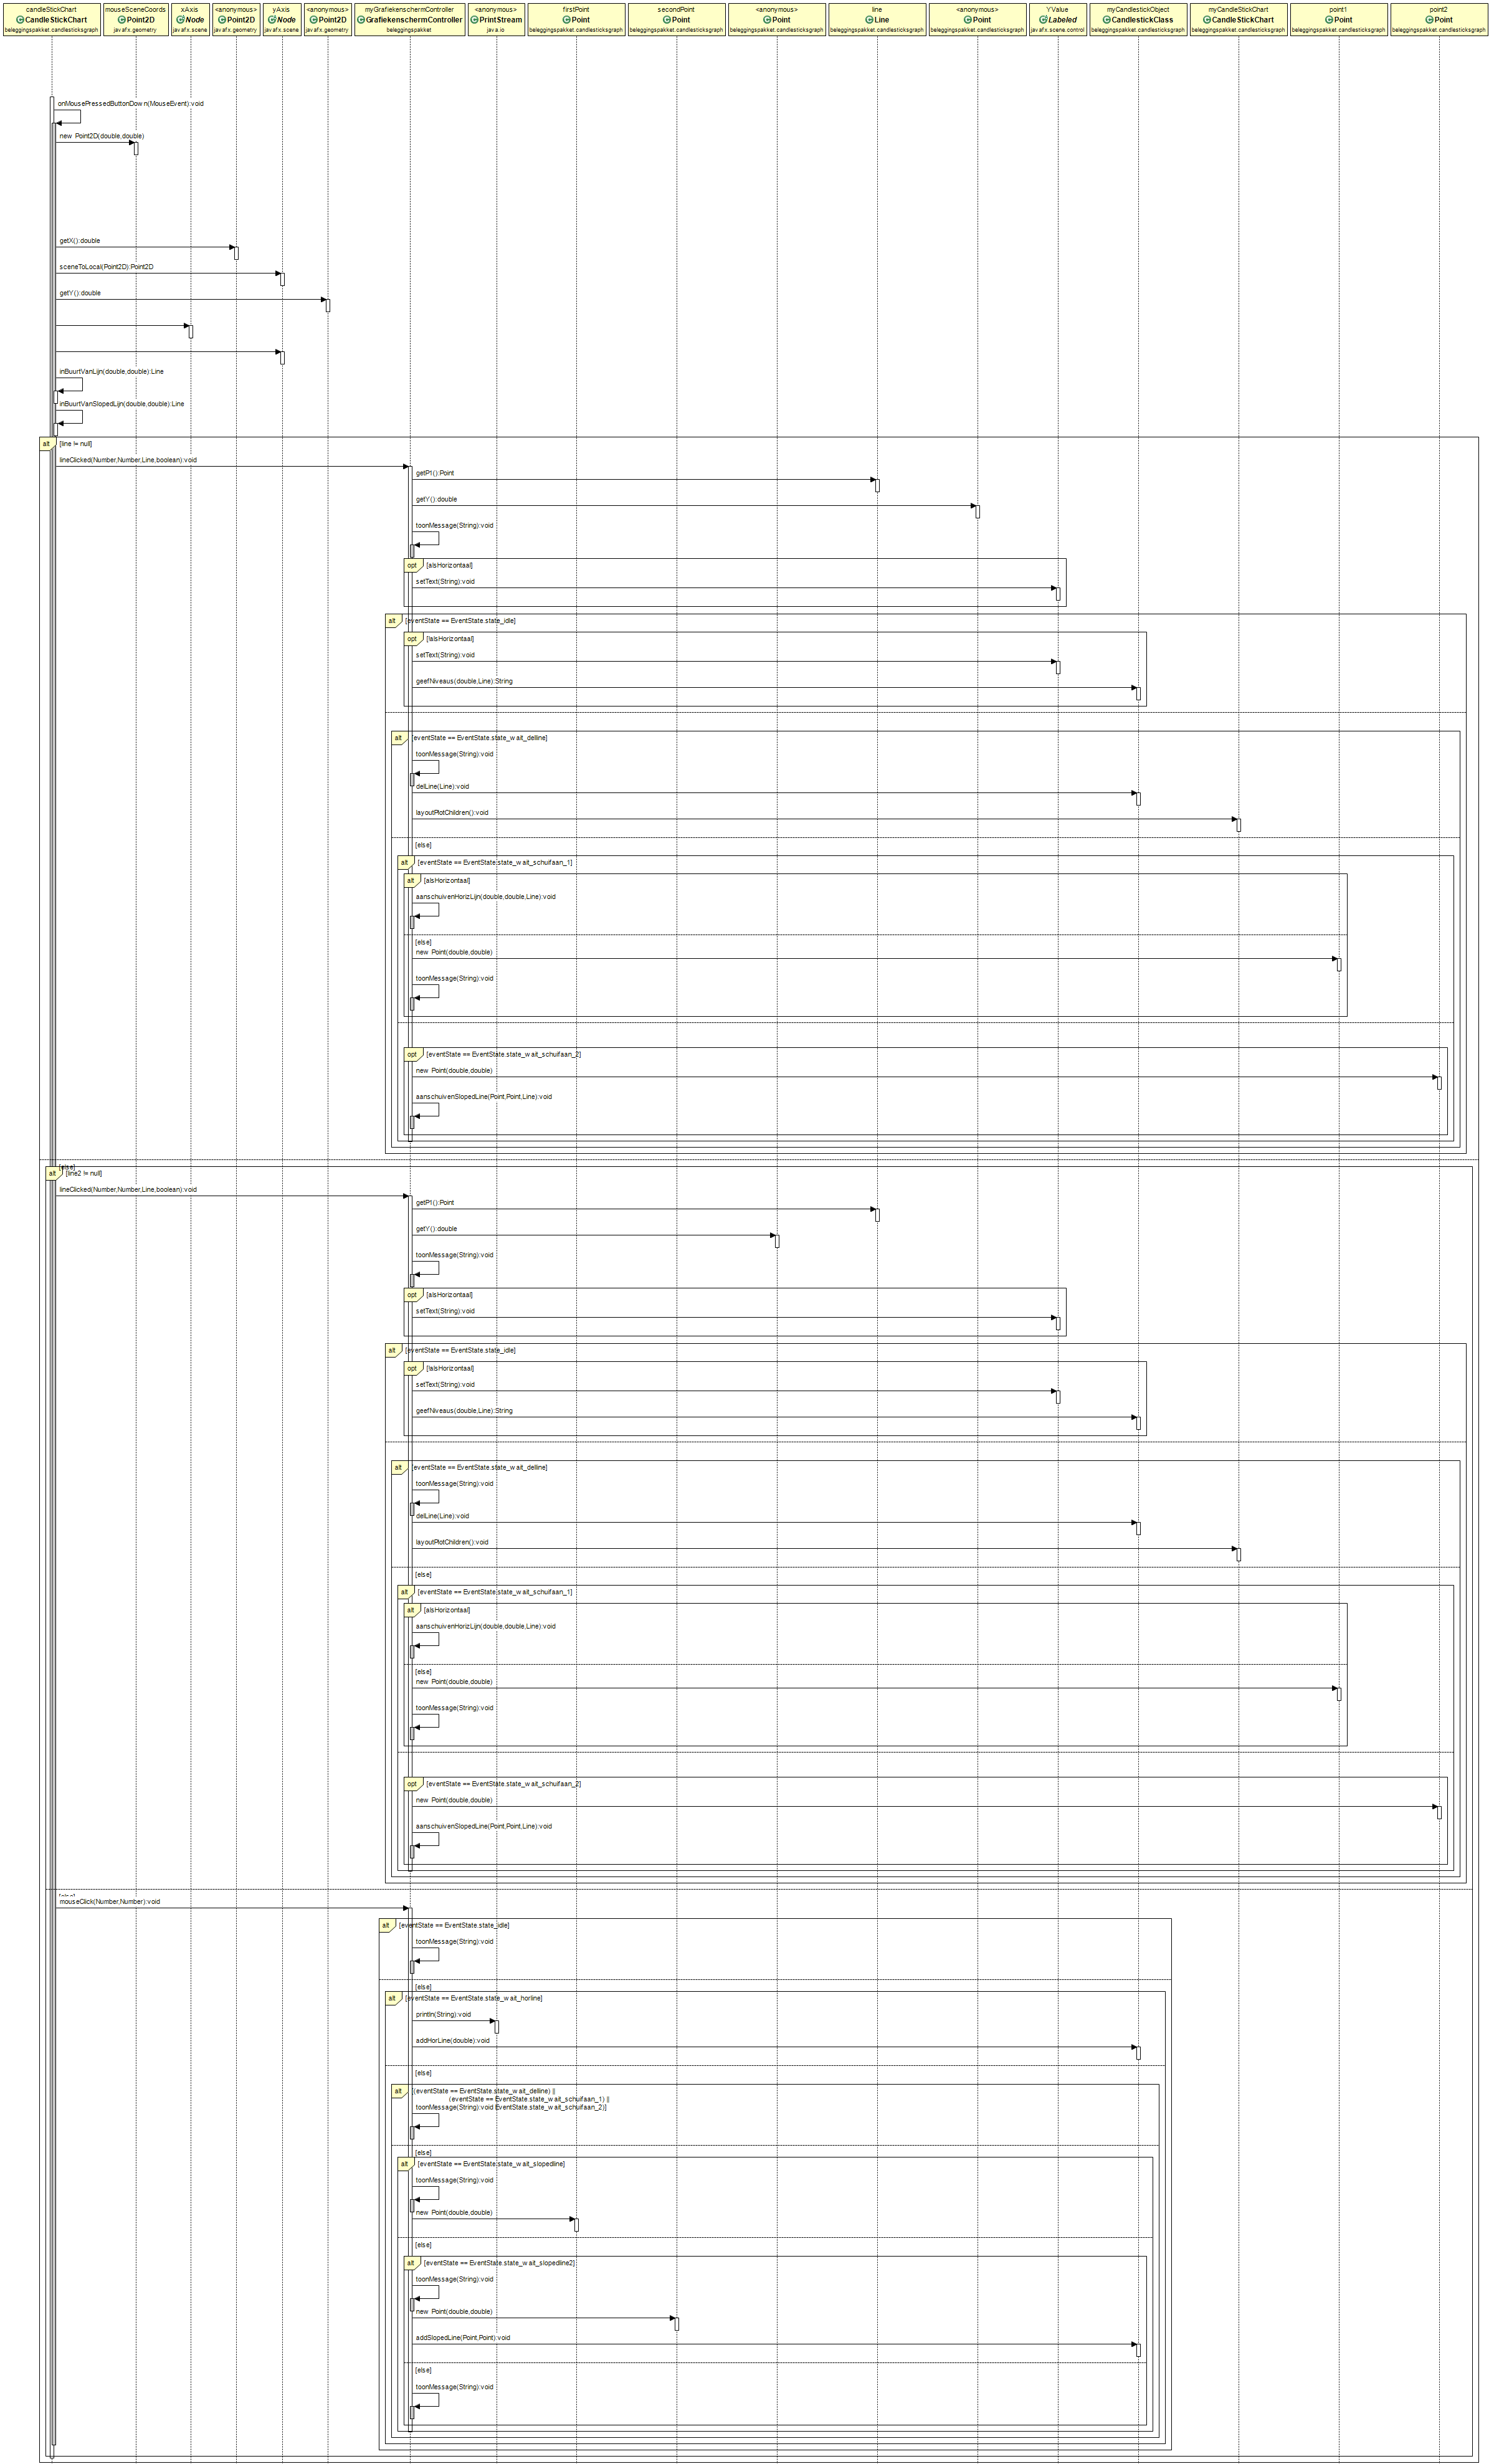 candleStickChart
CandleStickChart
beleggingspakket.candlesticksgraph
mouseSceneCoords
Point2D
javafx.geometry
xAxis
Node
javafx.scene
<anonymous>
Point2D
javafx.geometry
yAxis
Node
javafx.scene
<anonymous>
Point2D
javafx.geometry
myGrafiekenschermController
GrafiekenschermController
beleggingspakket
<anonymous>
PrintStream
java.io
firstPoint
Point
beleggingspakket.candlesticksgraph
secondPoint
Point
beleggingspakket.candlesticksgraph
<anonymous>
Point
beleggingspakket.candlesticksgraph
line
Line
beleggingspakket.candlesticksgraph
<anonymous>
Point
beleggingspakket.candlesticksgraph
YValue
Labeled
javafx.scene.control
myCandlestickObject
CandlestickClass
beleggingspakket.candlesticksgraph
myCandleStickChart
CandleStickChart
beleggingspakket.candlesticksgraph
point1
Point
beleggingspakket.candlesticksgraph
point2
Point
beleggingspakket.candlesticksgraph
onMousePressedButtonDown(MouseEvent):void
new Point2D(double,double)
getX():double
sceneToLocal(Point2D):Point2D
getY():double
inBuurtVanLijn(double,double):Line
inBuurtVanSlopedLijn(double,double):Line
alt [line != null]
lineClicked(Number,Number,Line,boolean):void
getP1():Point
getY():double
toonMessage(String):void
opt [alsHorizontaal]
setText(String):void
alt [eventState == EventState.state_idle]
opt [!alsHorizontaal]
setText(String):void
geefNiveaus(double,Line):String
alt [eventState == EventState.state_wait_delline]
toonMessage(String):void
delLine(Line):void
layoutPlotChildren():void
[else]
alt [eventState == EventState.state_wait_schuifaan_1]
alt [alsHorizontaal]
aanschuivenHorizLijn(double,double,Line):void
[else]
new Point(double,double)
toonMessage(String):void
opt [eventState == EventState.state_wait_schuifaan_2]
new Point(double,double)
aanschuivenSlopedLine(Point,Point,Line):void
[else]
alt [line2 != null]
lineClicked(Number,Number,Line,boolean):void
getP1():Point
getY():double
toonMessage(String):void
opt [alsHorizontaal]
setText(String):void
alt [eventState == EventState.state_idle]
opt [!alsHorizontaal]
setText(String):void
geefNiveaus(double,Line):String
alt [eventState == EventState.state_wait_delline]
toonMessage(String):void
delLine(Line):void
layoutPlotChildren():void
[else]
alt [eventState == EventState.state_wait_schuifaan_1]
alt [alsHorizontaal]
aanschuivenHorizLijn(double,double,Line):void
[else]
new Point(double,double)
toonMessage(String):void
opt [eventState == EventState.state_wait_schuifaan_2]
new Point(double,double)
aanschuivenSlopedLine(Point,Point,Line):void
[else]
mouseClick(Number,Number):void
alt [eventState == EventState.state_idle]
toonMessage(String):void
[else]
alt [eventState == EventState.state_wait_horline]
println(String):void
addHorLine(double):void
[else]
alt [(eventState == EventState.state_wait_delline) ||
(eventState == EventState.state_wait_schuifaan_1) ||
toonMessage(String):void EventState.state_wait_schuifaan_2)]
[else]
alt [eventState == EventState.state_wait_slopedline]
toonMessage(String):void
new Point(double,double)
[else]
alt [eventState == EventState.state_wait_slopedline2]
toonMessage(String):void
new Point(double,double)
addSlopedLine(Point,Point):void
[else]
toonMessage(String):void